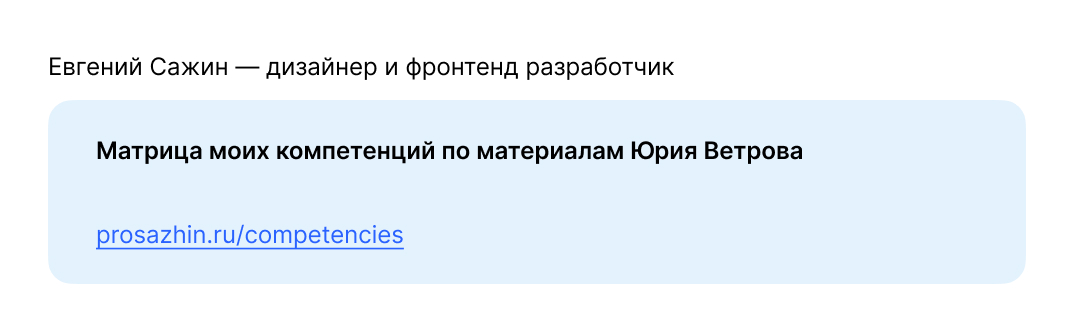 Евгений Сажин — дизайнер и фронтенд разработчик
Матрица моих компетенций по материалам Юрия Ветрова
prosazhin.ru/competencies